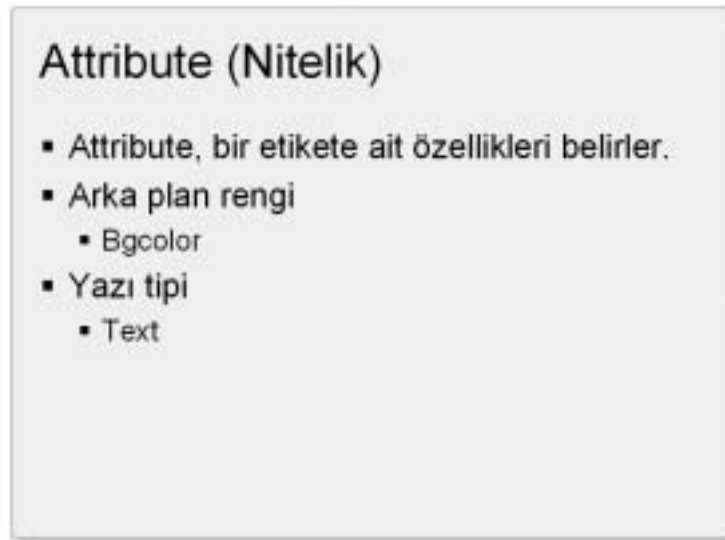 Attribute (Nitelik)
▪ Attribute, bir etikete ait özellikleri belirler.
▪ Arka plan rengi
▪ Bgcolor
▪ Yazı tipi
▪ Text